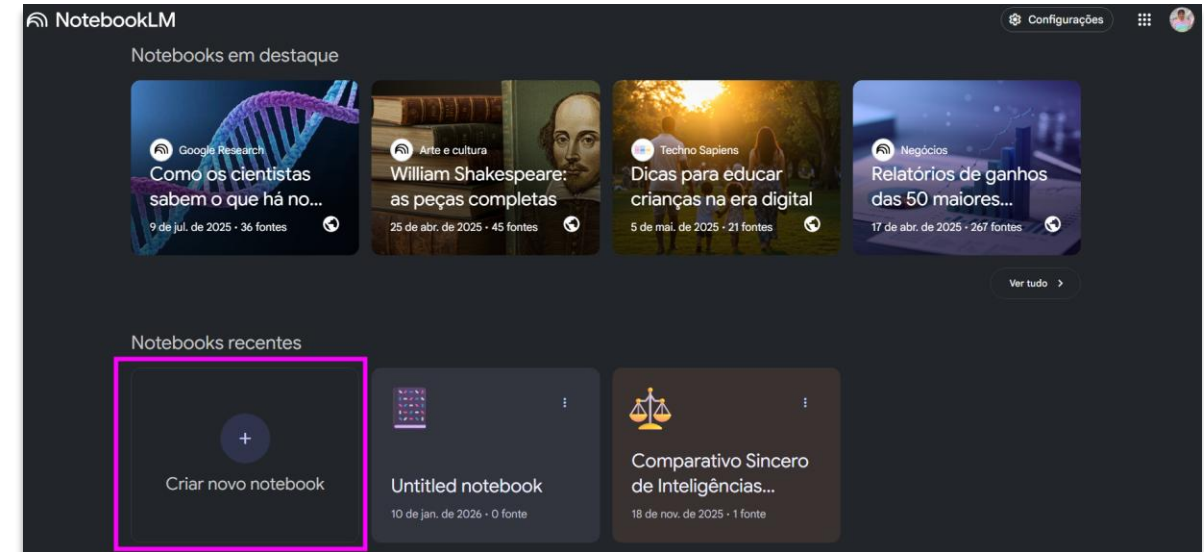 NotebookLM
Configurações
Notebooks em destaque
Google Research
Como os cientistas
sabem o que há no...
9 de jul. de 2025 · 36 fontes
Arte e cultura
William Shakespeare:
as peças completas
25 de abr. de 2025 · 45 fontes
Techno Sapiens
Dicas para educar
crianças na era digital
5 de mai. de 2025 · 21 fontes
Negócios
Relatórios de ganhos
das 50 maiores...
17 de abr. de 2025 · 267 fontes
Ver tudo
Notebooks recentes
Criar novo notebook
Untitled notebook
10 de jan. de 2026 · 0 fonte
Comparativo Sincero
de Inteligências...
18 de nov. de 2025 · 1 fonte